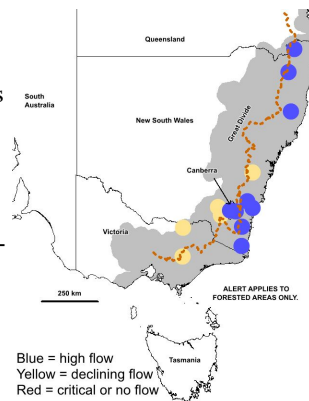 Queensland
s
South
Australia
New South Wales
Great Divide
Canberra
Victoria
250 km
ALERT APPLIES TO
FORESTED AREAS ONLY.
Tasmania
Blue = high flow
Yellow = declining flow
Red = critical or no flow